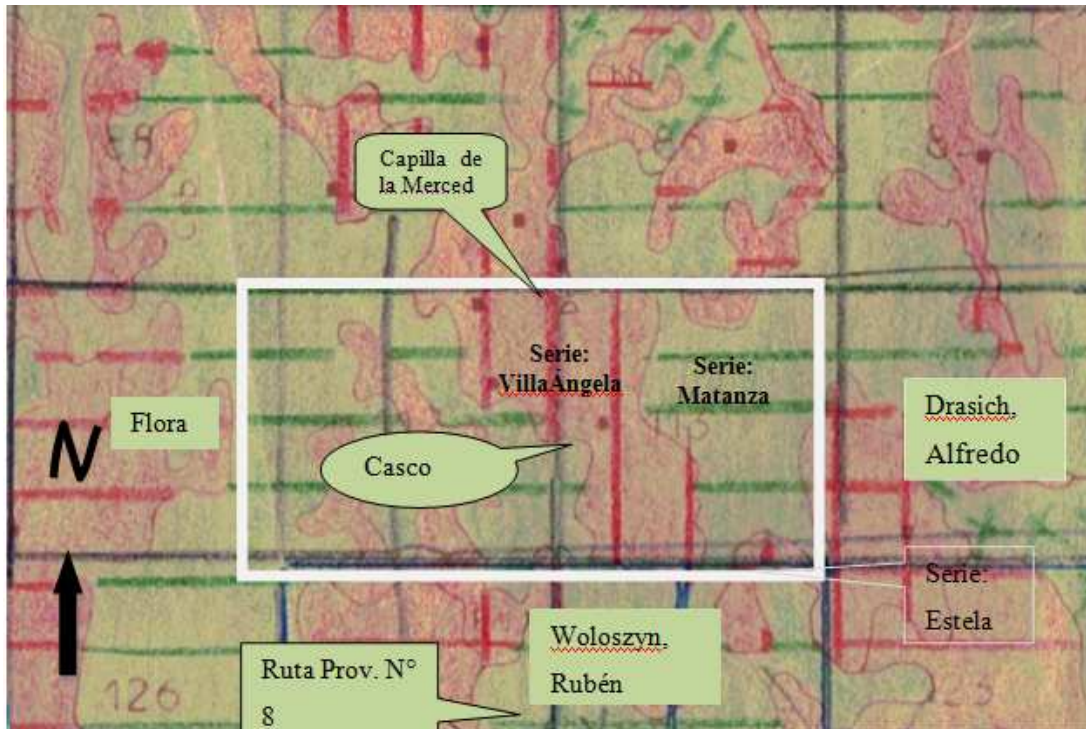 Capilla de
la Merced
Serie:
VillaÁngela
Serie:
Matanza
Flora
N
Drasich,
Alfredo
Casco
Serie:
Estela
Woloszyn,
Rubén
Ruta Prov. N°
8
126